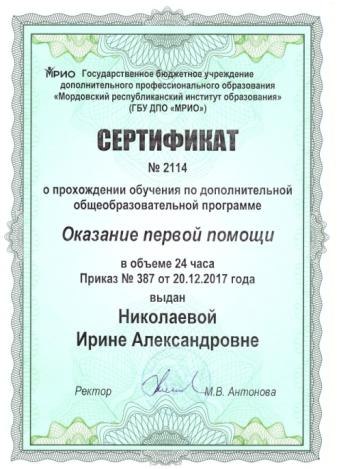 МРИО Государственное бюджетное учреждение
дополнительного профессионального образования
«Мордовский республиканский институт образования»
(ГБУ ДПО «МРИО»)
СЕРТИФИКАТ
№ 2114
о прохождении обучения по дополнительной
общеобразовательной программе
Оказание первой помощи
в объеме 24 часа
Приказ № 387 от 20.12.2017 года
выдан
Николаевой
Ирине Александровне
Ректор М.В. Антонова